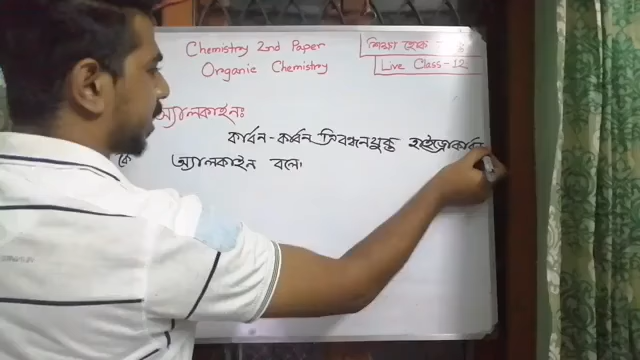 Chemistry 2nd Paper
Organic Chemistry
শিক্ষা হোক
Live Class-12
অ্যালকাইনঃ
কার্বন-কার্বন ত্রিবন্ধনযুক্ত হাইড্রোকার্বন
কে অ্যালকাইন বলে।